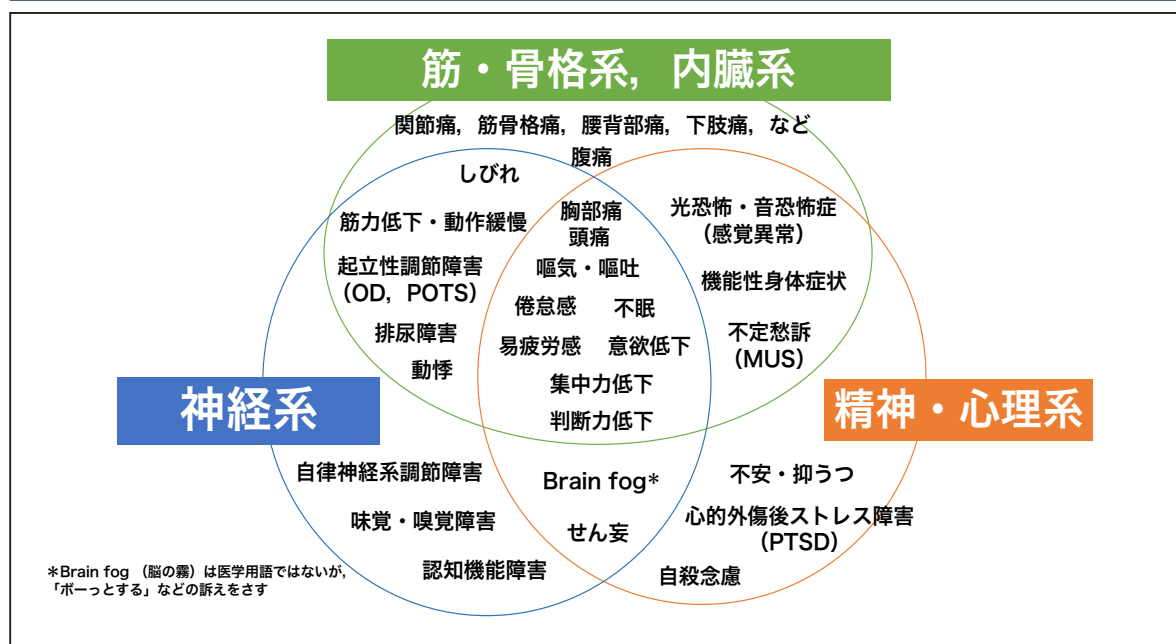 筋・骨格系，内臓系
関節痛，筋骨格痛，腰背部痛，下肢痛，など
腹痛
しびれ
筋力低下・動作緩慢
起立性調節障害
（OD，POTS）
排尿障害
動悸
胸部痛
頭痛
嘔気・嘔吐
倦怠感 不眠
易疲労感 意欲低下
集中力低下
判断力低下
光恐怖・音恐怖症
（感覚異常）
機能性身体症状
不定愁訴
（MUS）
神経系
精神・心理系
自律神経系調節障害
味覚・嗅覚障害
認知機能障害
Brain fog*
せん妄
不安・抑うつ
心的外傷後ストレス障害
（PTSD）
自殺念慮
＊Brain fog （脳の霧）は医学用語ではないが，
「ボーっとする」などの訴えをさす